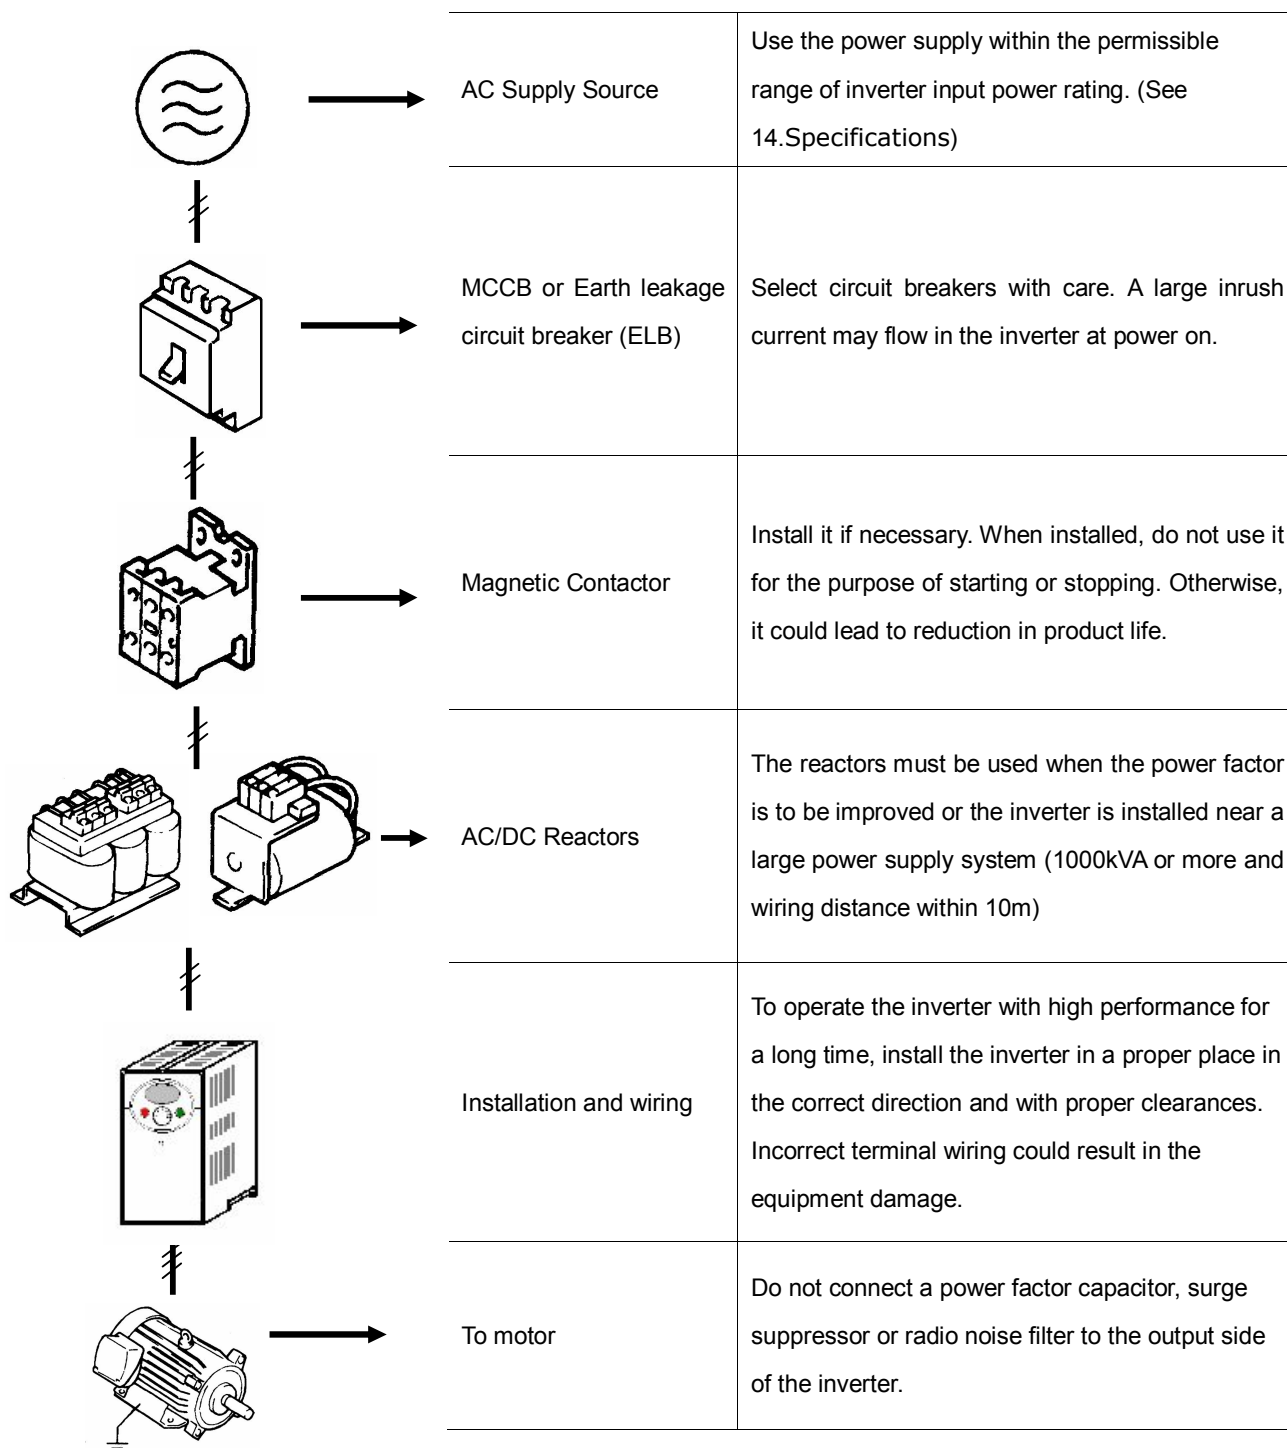 AC Supply Source
Use the power supply within the permissible
range of inverter input power rating. (See
14.Specifications)
MCCB or Earth leakage
circuit breaker (ELB)
Select circuit breakers with care. A large inrush
current may flow in the inverter at power on.
Magnetic Contactor
Install it if necessary. When installed, do not use it
for the purpose of starting or stopping. Otherwise,
it could lead to reduction in product life.
AC/DC Reactors
The reactors must be used when the power factor
is to be improved or the inverter is installed near a
large power supply system (1000kVA or more and
wiring distance within 10m)
Installation and wiring
To operate the inverter with high performance for
a long time, install the inverter in a proper place in
the correct direction and with proper clearances.
Incorrect terminal wiring could result in the
equipment damage.
To motor
Do not connect a power factor capacitor, surge
suppressor or radio noise filter to the output side
of the inverter.